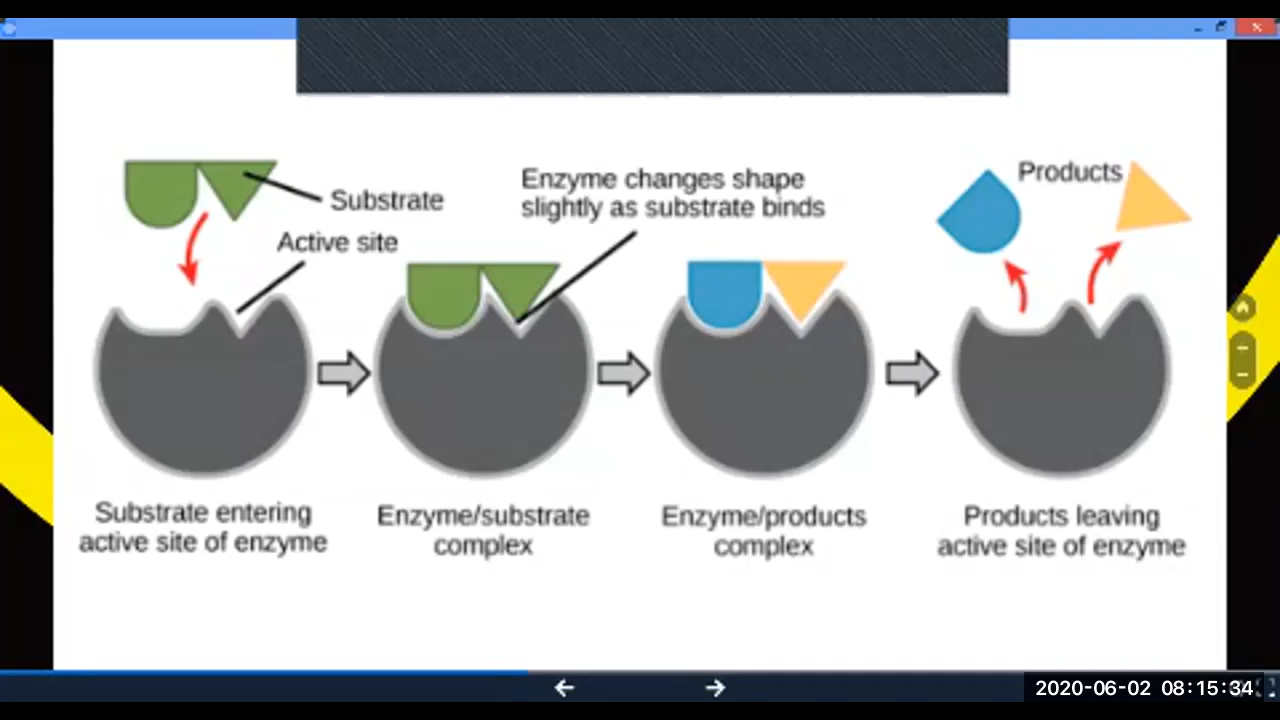 Substrate
Active site
Enzyme changes shape
slightly as substrate binds
Products
Substrate entering
active site of enzyme
Enzyme/substrate
complex
Enzyme/products
complex
Products leaving
active site of enzyme
2020-06-02 08:15:34